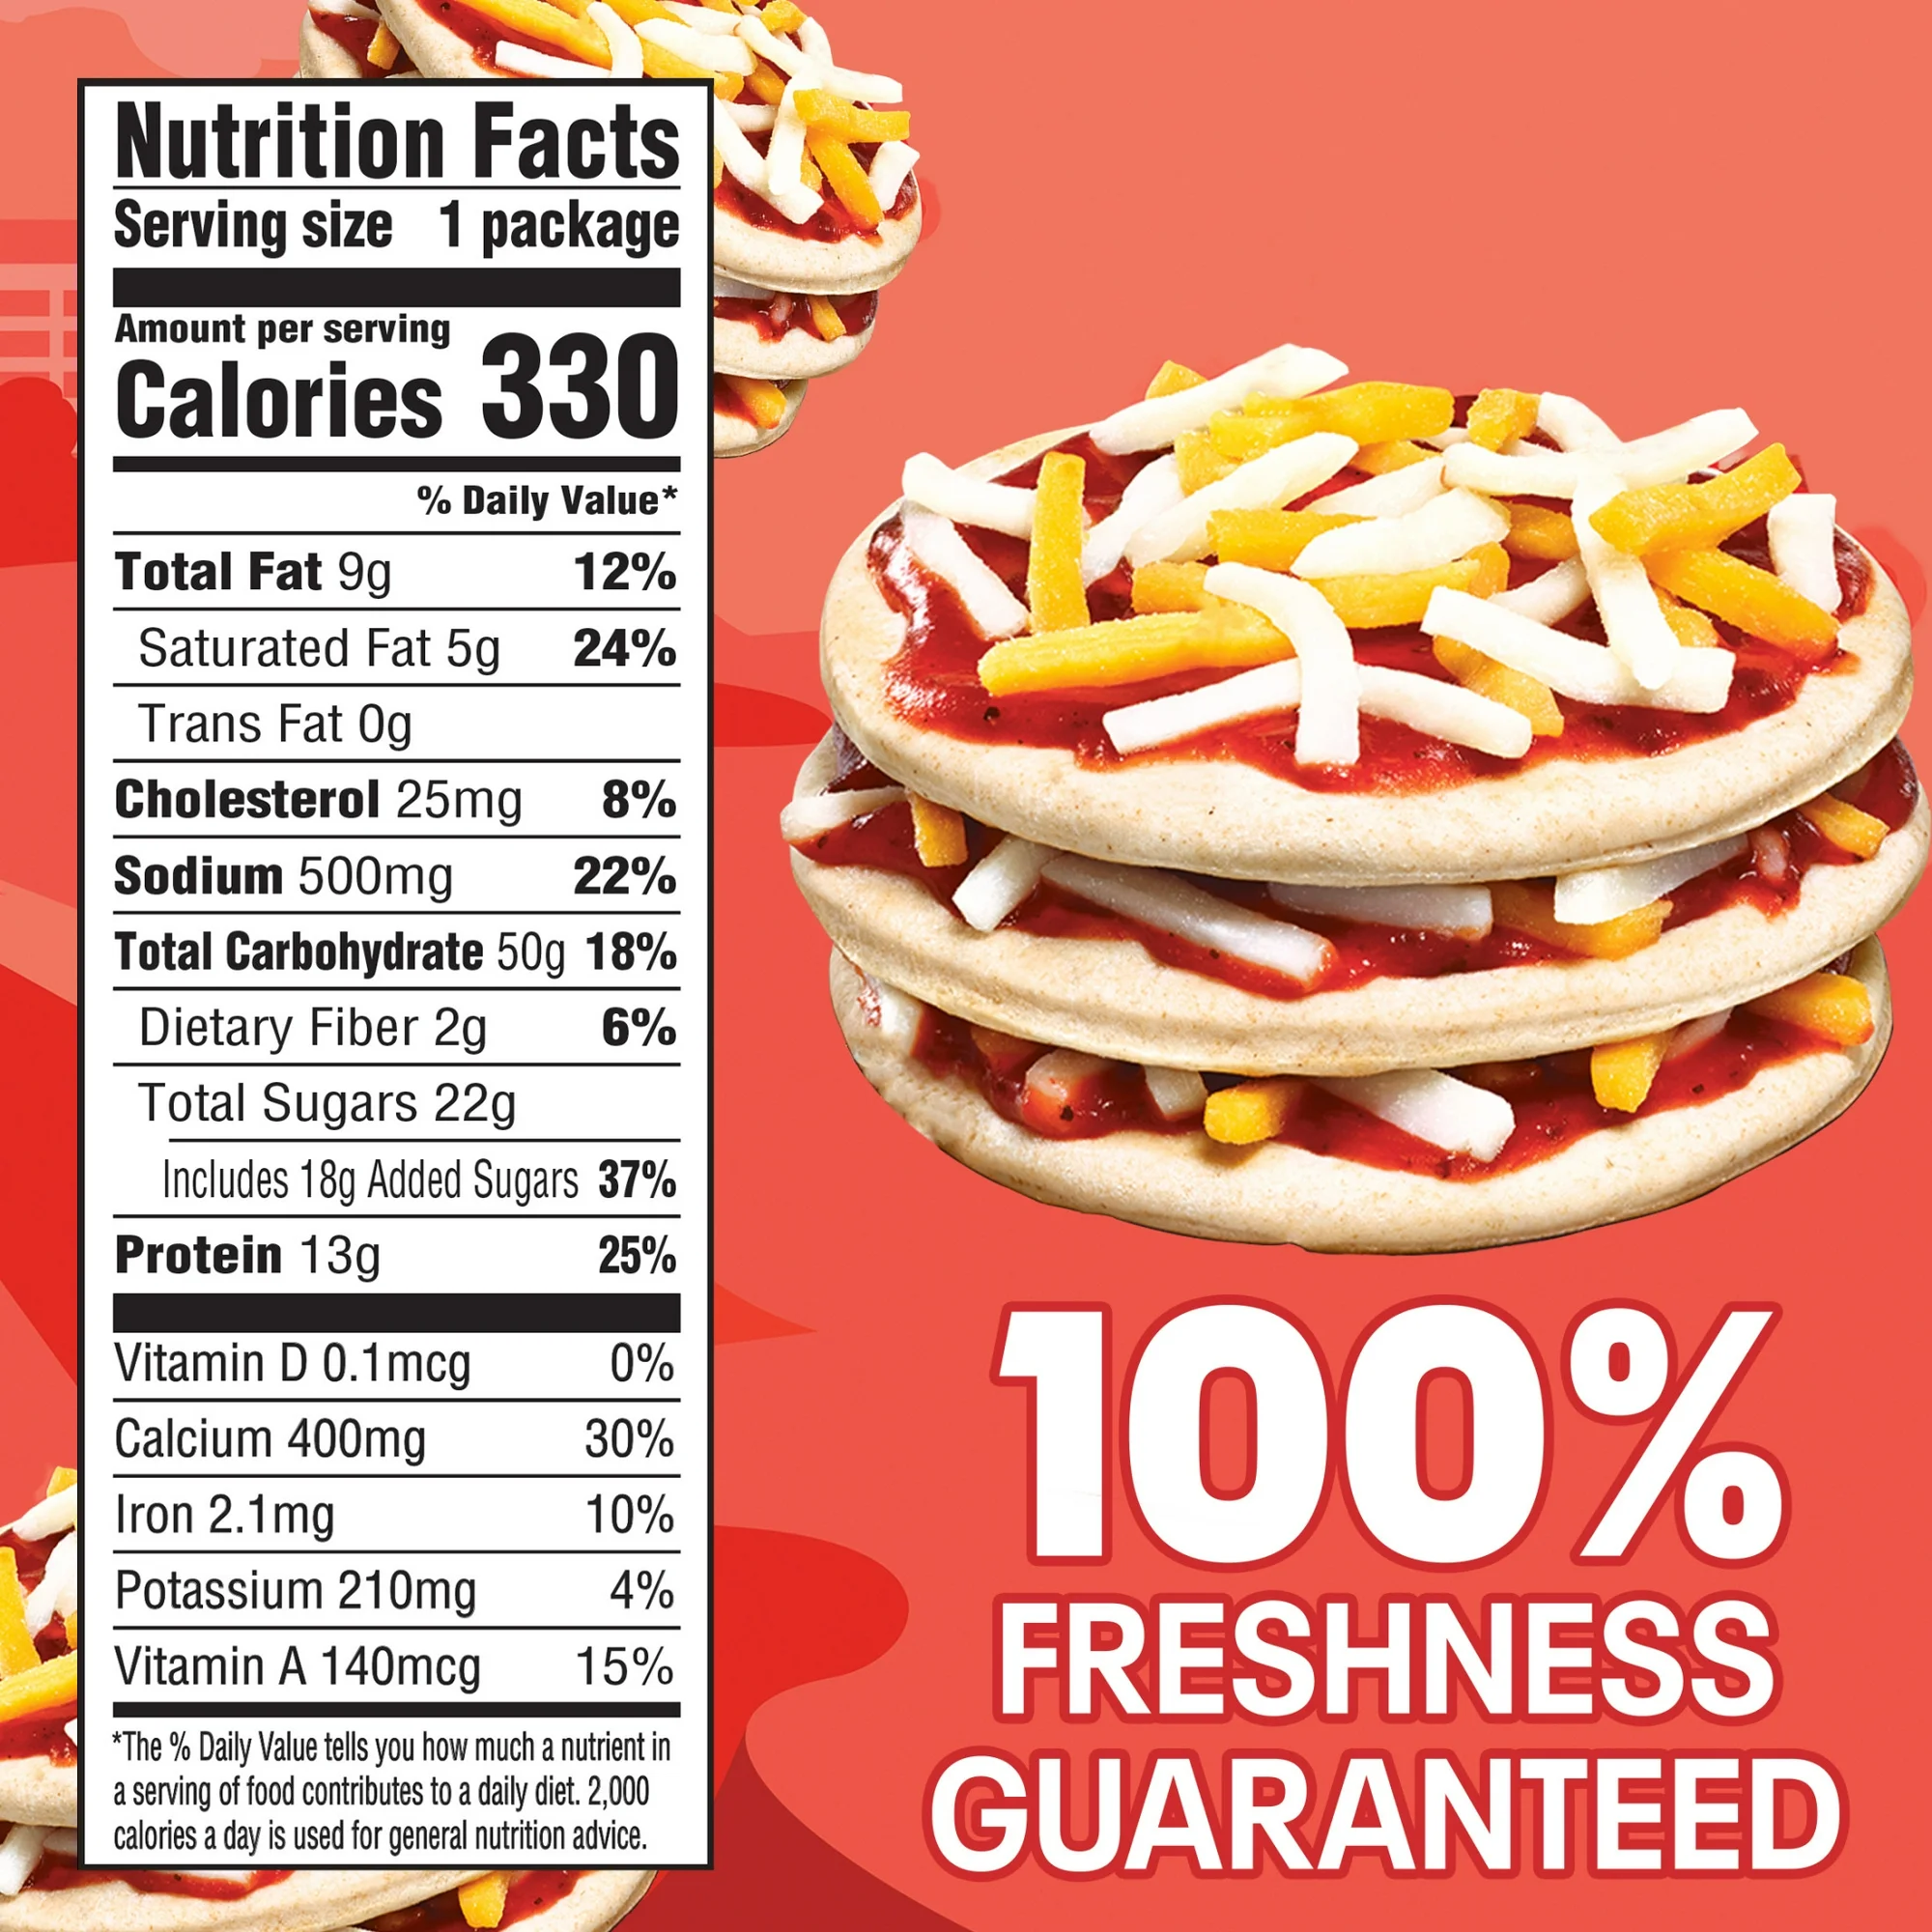 Nutrition Facts
Serving size 1 package
Amount per serving
Calories 330
% Daily Value*
Total Fat 9g 12%
Saturated Fat 5g 24%
Trans Fat 0g
Cholesterol 25mg 8%
Sodium 500mg 22%
Total Carbohydrate 50g 18%
Dietary Fiber 2g 6%
Total Sugars 22g
Includes 18g Added Sugars 37%
Protein 13g 25%
Vitamin D 0.1mcg 0%
Calcium 400mg 30%
Iron 2.1mg 10%
Potassium 210mg 4%
Vitamin A 140mcg 15%
*The % Daily Value tells you how much a nutrient in
a serving of food contributes to a daily diet. 2,000
calories a day is used for general nutrition advice.
100%
FRESHNESS
GUARANTEED